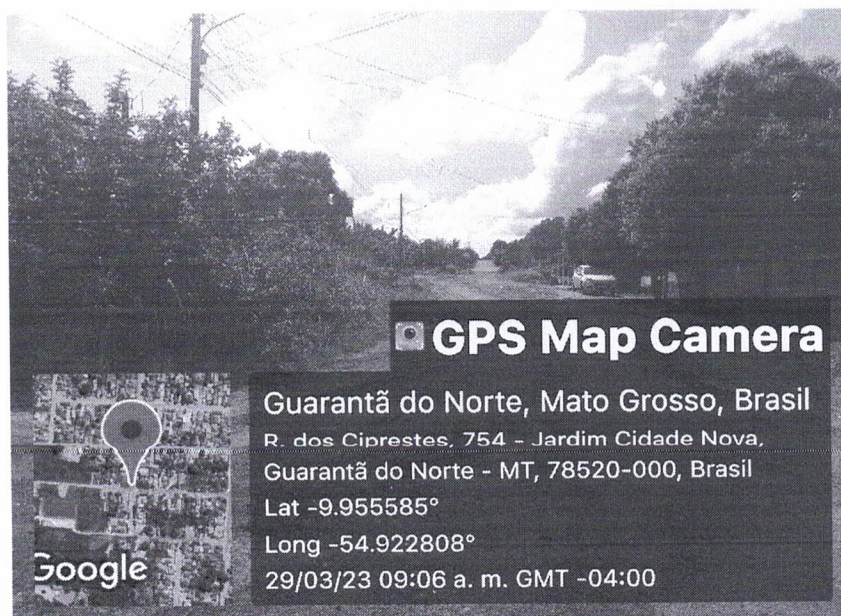 GPS Map Camera
Guarantã do Norte, Mato Grosso, Brasil
R. dos Ciprestes, 754 - Jardim Cidade Nova,
Guarantã do Norte - MT, 78520-000, Brasil
Lat -9.955585°
Long -54.922808°
29/03/23 09:06 a. m. GMT -04:00
Google